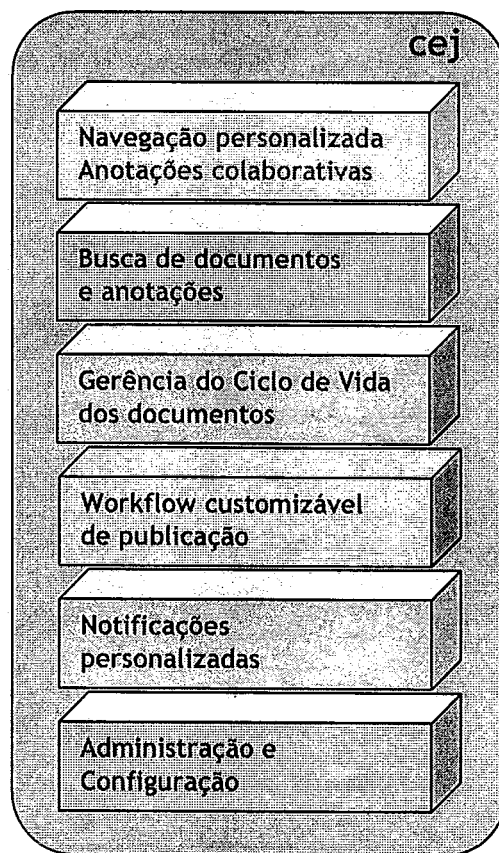 cej
Navegação personalizada
Anotações colaborativas
Busca de documentos
e anotações
Gerência do Ciclo de Vida
dos documentos
Workflow customizável
de publicação
Notificações
personalizadas
Administração e
Configuração